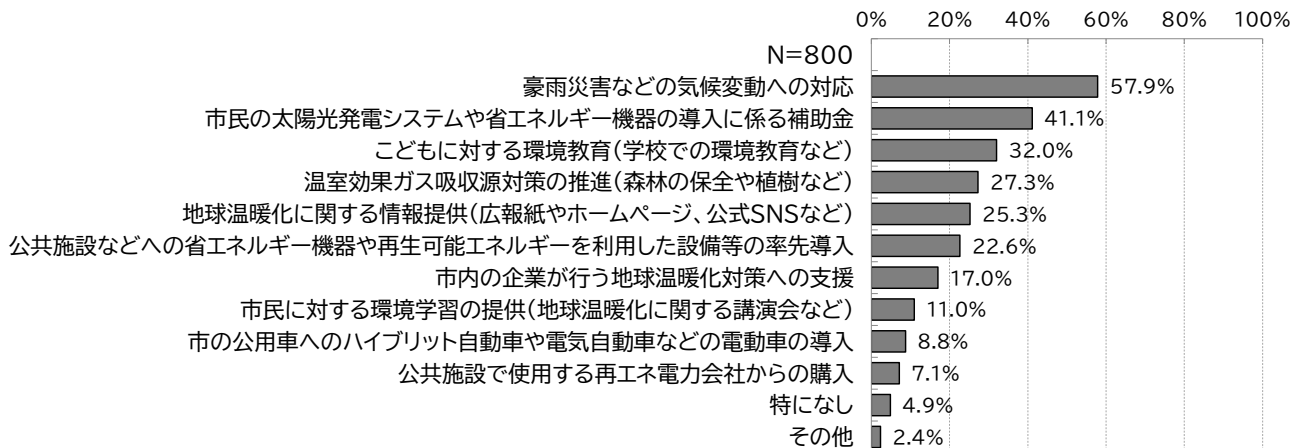 0% 20% 40% 60% 80% 100%
N=800
豪雨災害などの気候変動への対応 57.9%
市民の太陽光発電システムや省エネルギー機器の導入に係る補助金 41.1%
こどもに対する環境教育(学校での環境教育など) 32.0%
温室効果ガス吸収源対策の推進(森林の保全や植樹など) 27.3%
地球温暖化に関する情報提供(広報紙やホームページ、公式SNSなど) 25.3%
公共施設などへの省エネルギー機器や再生可能エネルギーを利用した設備等の率先導入 22.6%
市内の企業が行う地球温暖化対策への支援 17.0%
市民に対する環境学習の提供(地球温暖化に関する講演会など) 11.0%
市の公用車へのハイブリット自動車や電気自動車などの電動車の導入 8.8%
公共施設で使用する再エネ電力会社からの購入 7.1%
特になし 4.9%
その他 2.4%